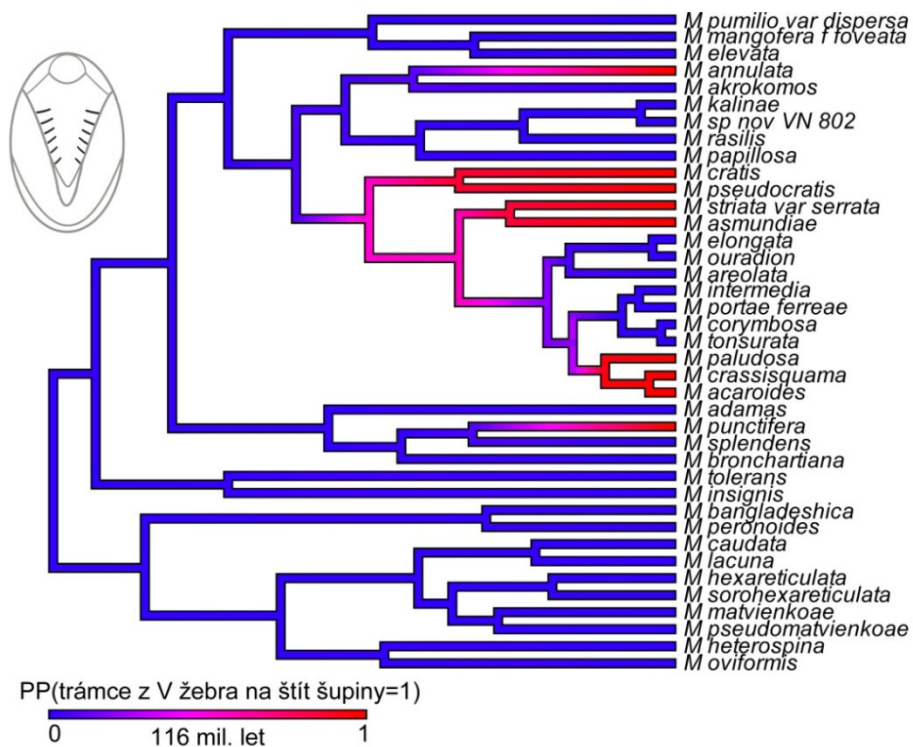 M pumilio var dispersa
M mangofera f foveata
M elevata
M annulata
M akrokomos
M kalinae
M sp nov VN 802
M rasilis
M papillosa
M cratis
M pseudocratis
M striata var serrata
M asmundiae
M elongata
M ouradion
M areolata
M intermedia
M portae ferreae
M corymbosa
M tonsurata
M paludosa
M crassisquama
M acaroides
M adamas
M punctifera
M splendens
M bronchartiana
M tolerans
M insignis
M bangladeshica
M peronoides
M caudata
M lacuna
M hexareticulata
M sorohexareticulata
M matvienkoae
M pseudomatvienkoae
M heterospina
M oviformis
PP(trámce z V žebra na štít šupiny=1)
0 116 mil. let 1